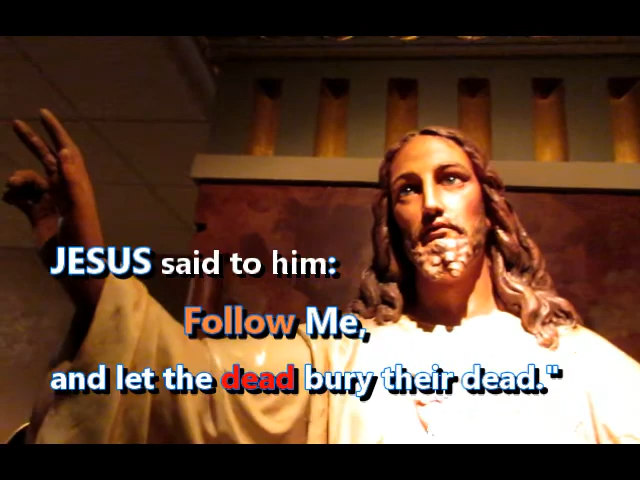 JESUS said to him:
Follow Me,
and let the dead bury their dead."